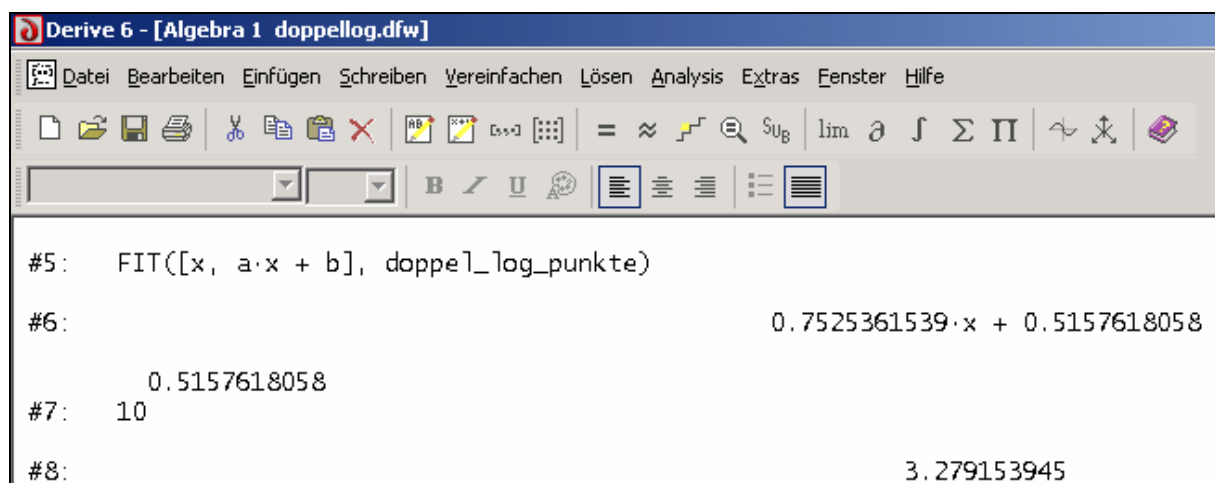 Derive 6 - [Algebra 1 doppellog.dfw]
Datei Bearbeiten Einfügen Schreiben Vereinfachen Lösen Analysis Extras Fenster Hilfe
= ≈ SUB lim ∂ ∫ Σ Π
B I U
#5: FIT([x, a·x + b], doppel_log_punkte)
#6: 0.7525361539·x + 0.5157618058
0.5157618058
#7: 10
#8: 3.279153945